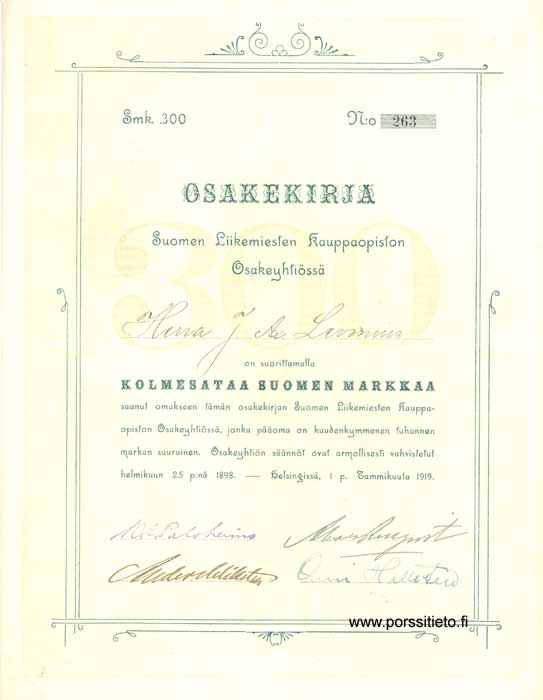 Smk. 300 N:o 263
OSAKEKIRJA
300
Suomen Liikemiesten Kauppaopiston
Osakeyhtiössä
Herra J. Ax.
on suorittamalla
KOLMESATAA SUOMEN MARKKAA
saanut omakseen tämän osakekirjan Suomen Liikemiesten Kauppa-
opiston Osakeyhtiössä, jonka pääoma on kuudenkymmenen tuhannen
markan suuruinen. Osakeyhtiön säännöt ovat armollisesti vahvistetut
helmikuun 25 p:nä 1898. — Helsingissä, 1 p. Tammikuuta 1919.
www.porssitieto.fi